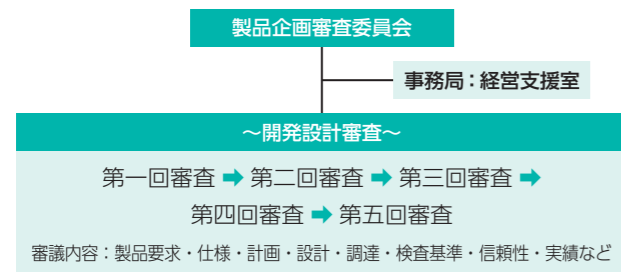 製品企画審査委員会
事務局：経営支援室
～開発設計審査～
第一回審査 ➡ 第二回審査 ➡ 第三回審査 ➡
第四回審査 ➡ 第五回審査
審議内容：製品要求・仕様・計画・設計・調達・検査基準・信頼性・実績など